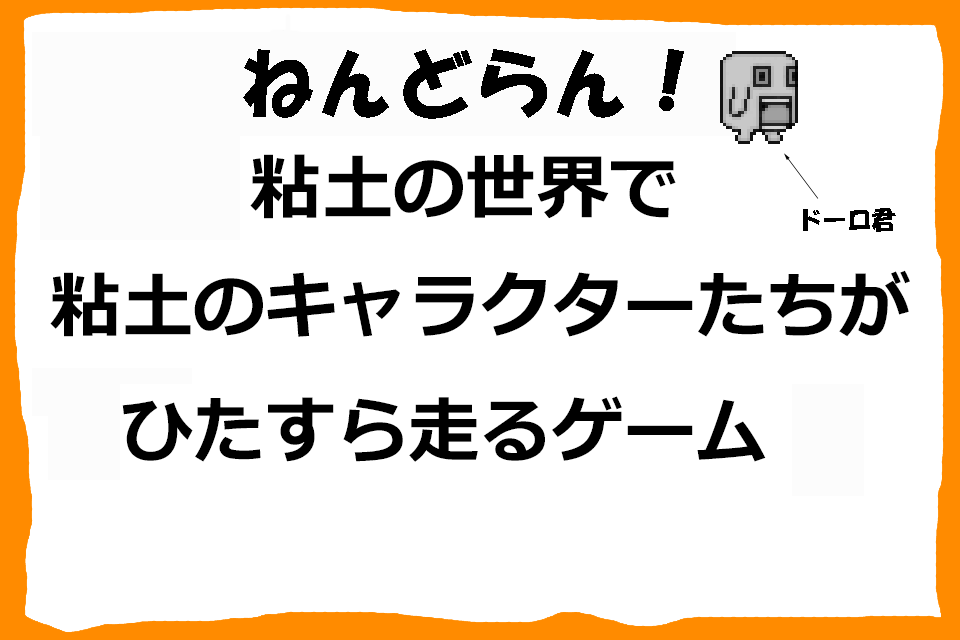 ねんどらん！
粘土の世界で
ドーロ君
粘土のキャラクターたちが
ひたすら走るゲーム